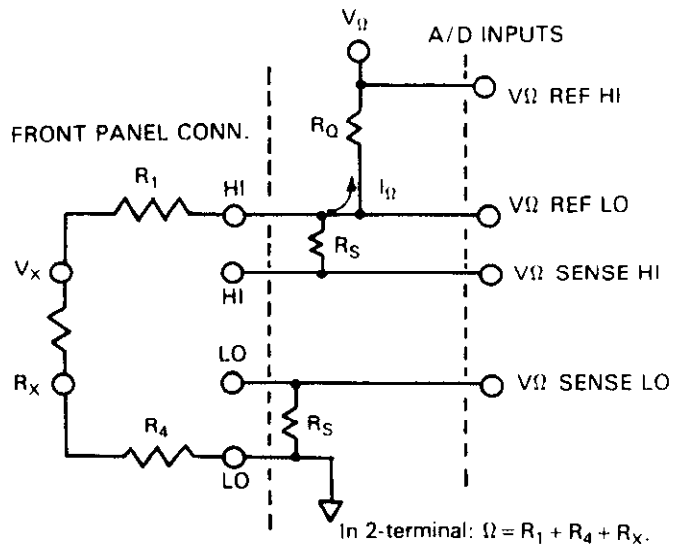 VΩ
A/D INPUTS
VΩ REF HI
RQ
FRONT PANEL CONN.
R1
HI
IΩ
VΩ REF LO
RS
VX
HI
VΩ SENSE HI
LO
RX
VΩ SENSE LO
RS
R4
LO
In 2-terminal: Ω = R1 + R4 + RX.